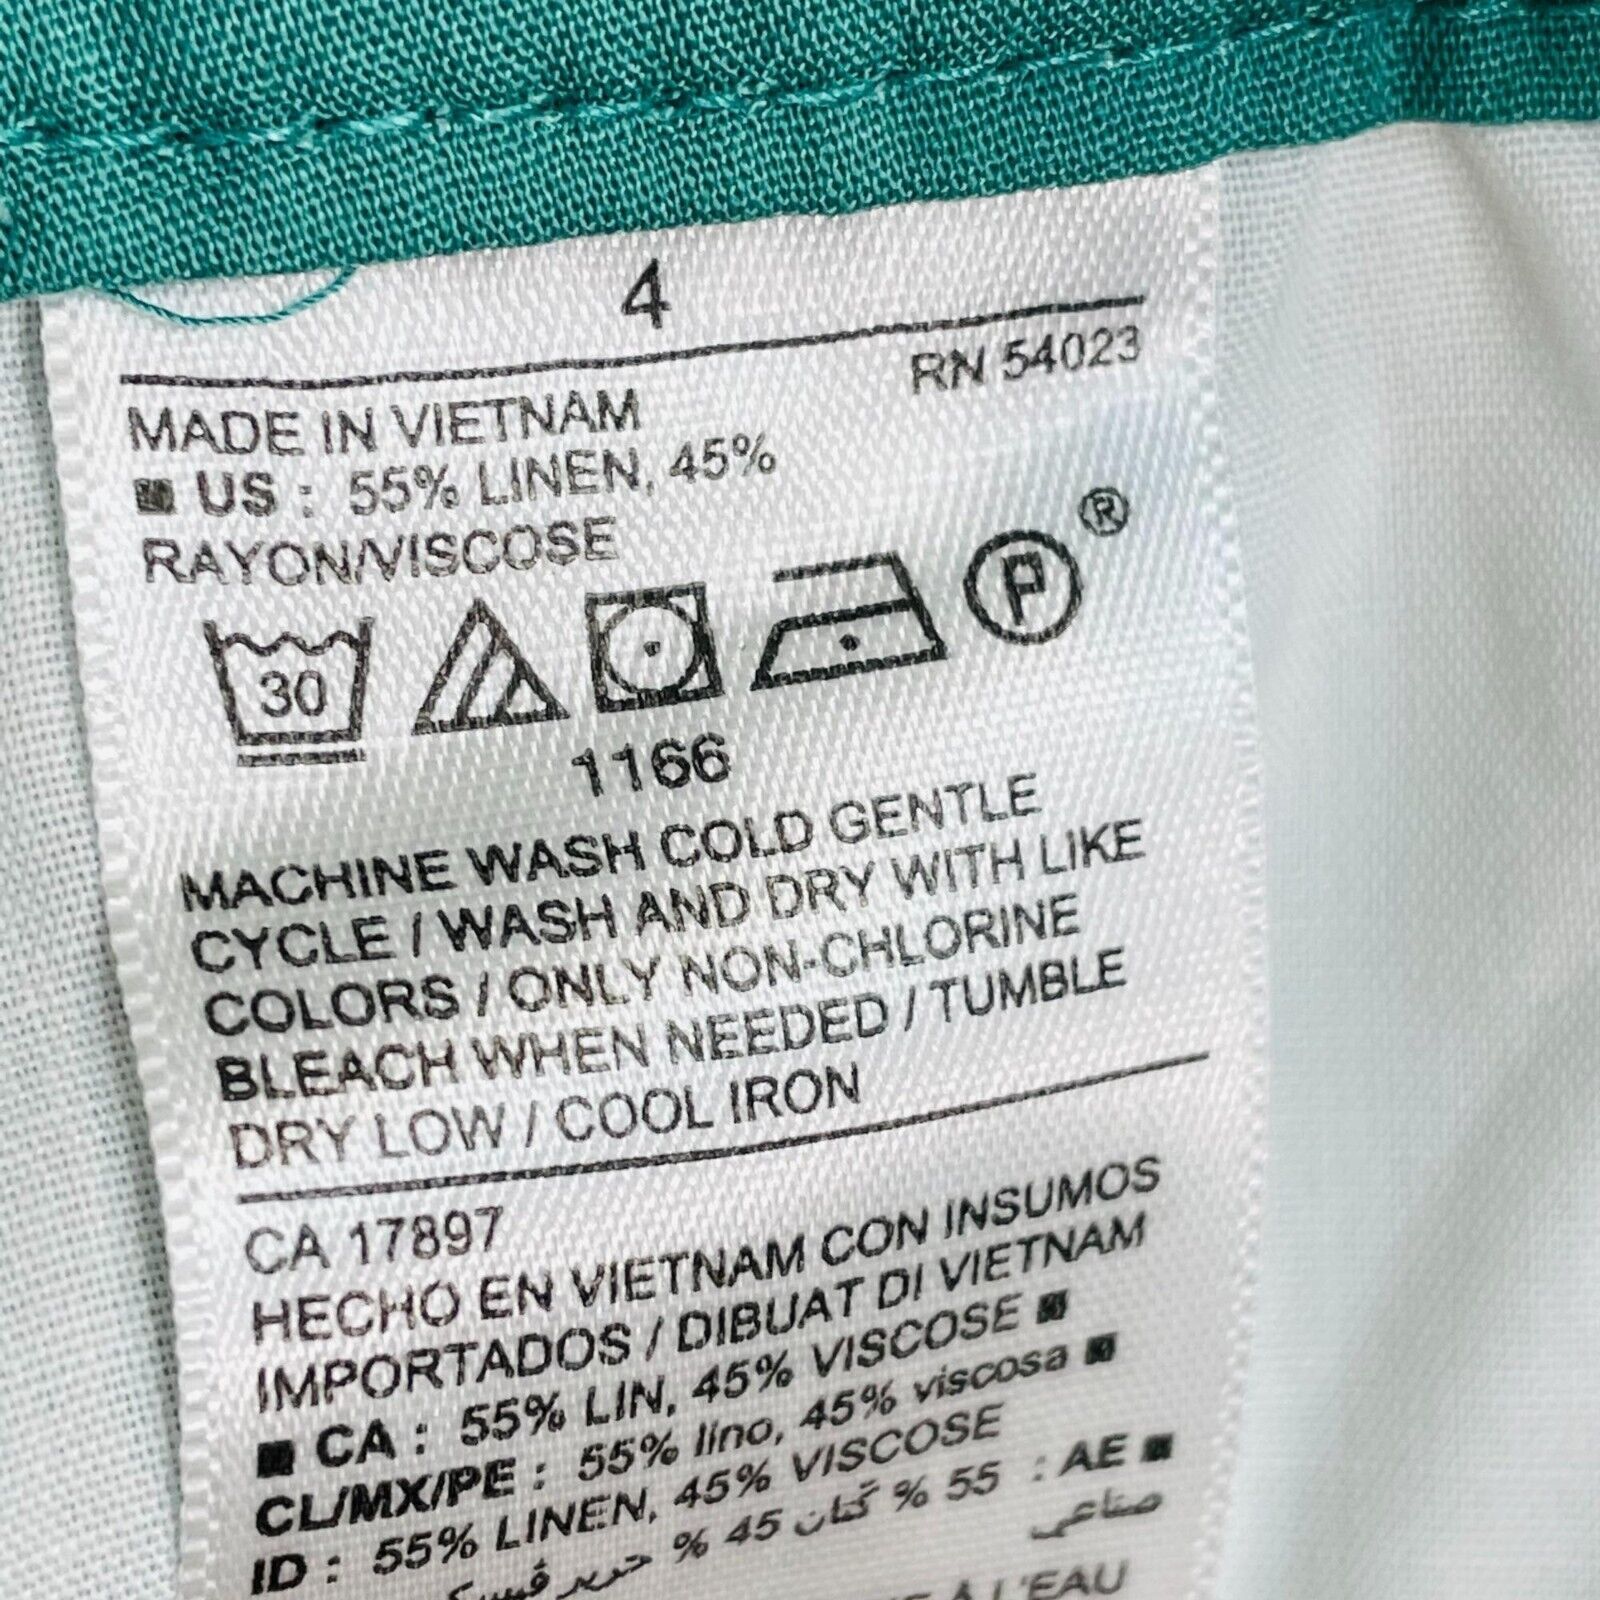 4
RN 54023
MADE IN VIETNAM
■ US : 55% LINEN, 45%
RAYON/VISCOSE
30 P ®
1166
MACHINE WASH COLD GENTLE
CYCLE / WASH AND DRY WITH LIKE
COLORS / ONLY NON-CHLORINE
BLEACH WHEN NEEDED / TUMBLE
DRY LOW / COOL IRON
CA 17897
HECHO EN VIETNAM CON INSUMOS
IMPORTADOS / DIBUAT DI VIETNAM
■ CA : 55% LIN, 45% VISCOSE ■
CL/MX/PE : 55% lino, 45% viscosa ■
ID : 55% LINEN, 45% VISCOSE
■ AE : 55 % كتان 45 % حرير
صناعي
À L'EAU